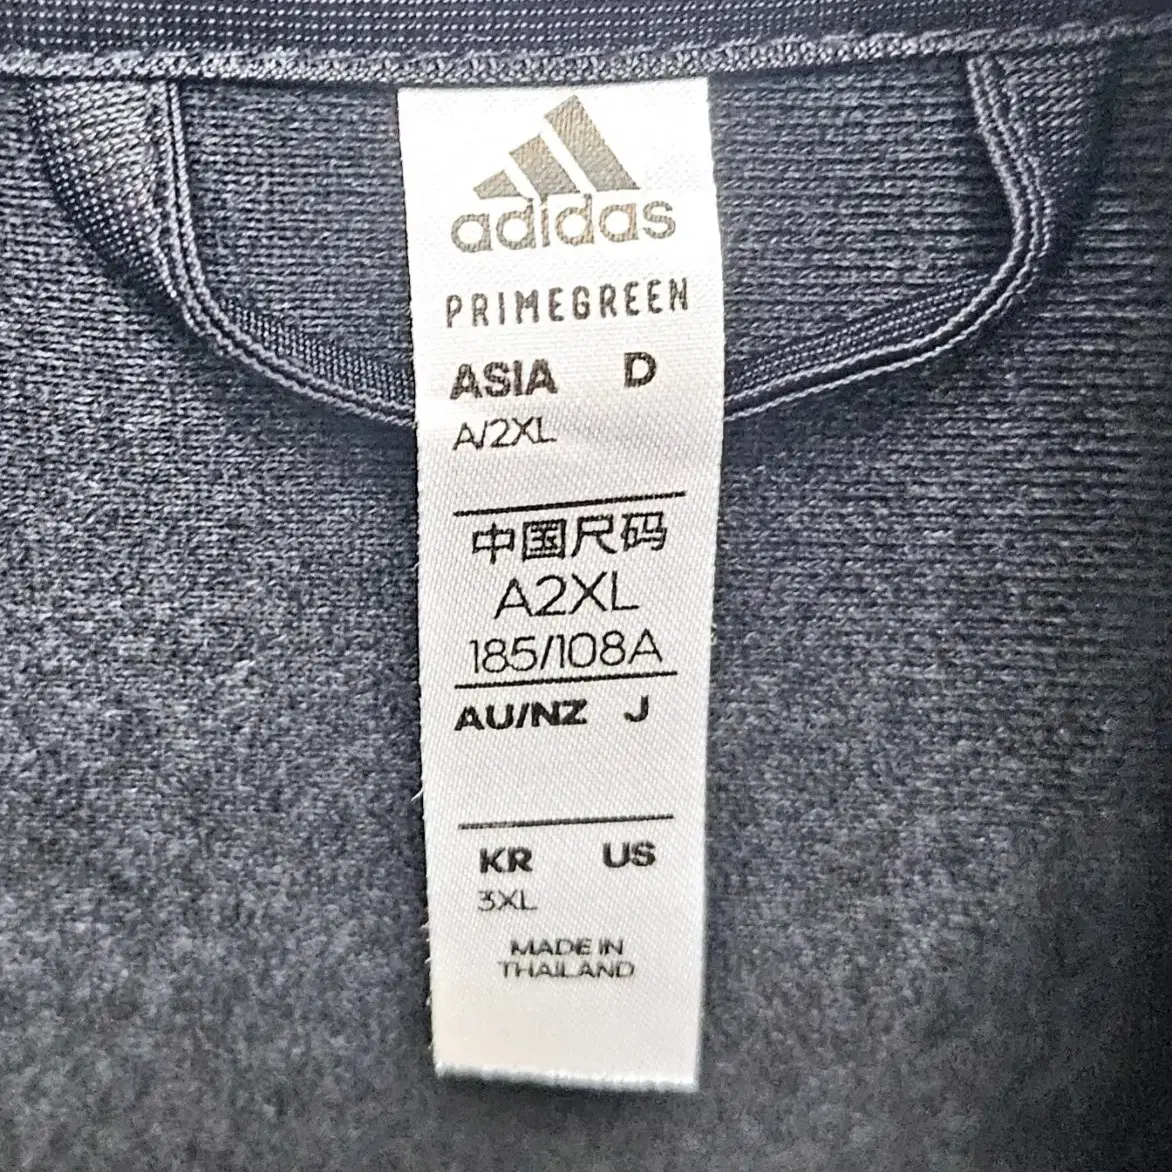 adidas
PRIMEGREEN
ASIA D
A/2XL
中国尺码
A2XL
185/108A
AU/NZ J
KR US
3XL
MADE IN
THAILAND